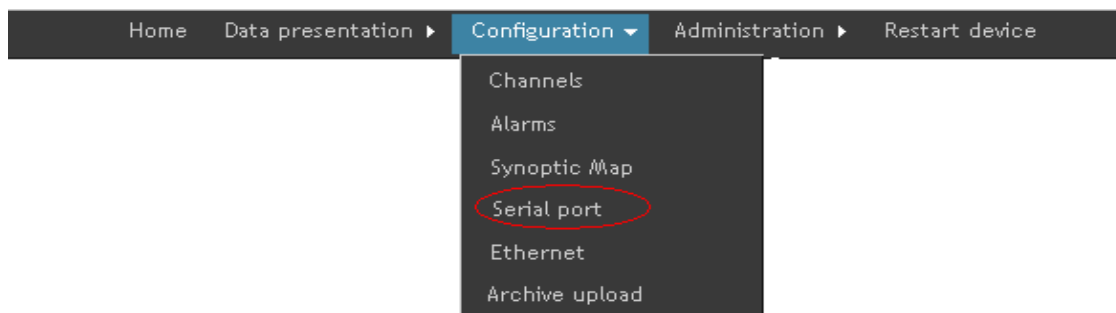 Home Data presentation Configuration Administration Restart device
Channels
Alarms
Synoptic Map
Serial port
Ethernet
Archive upload